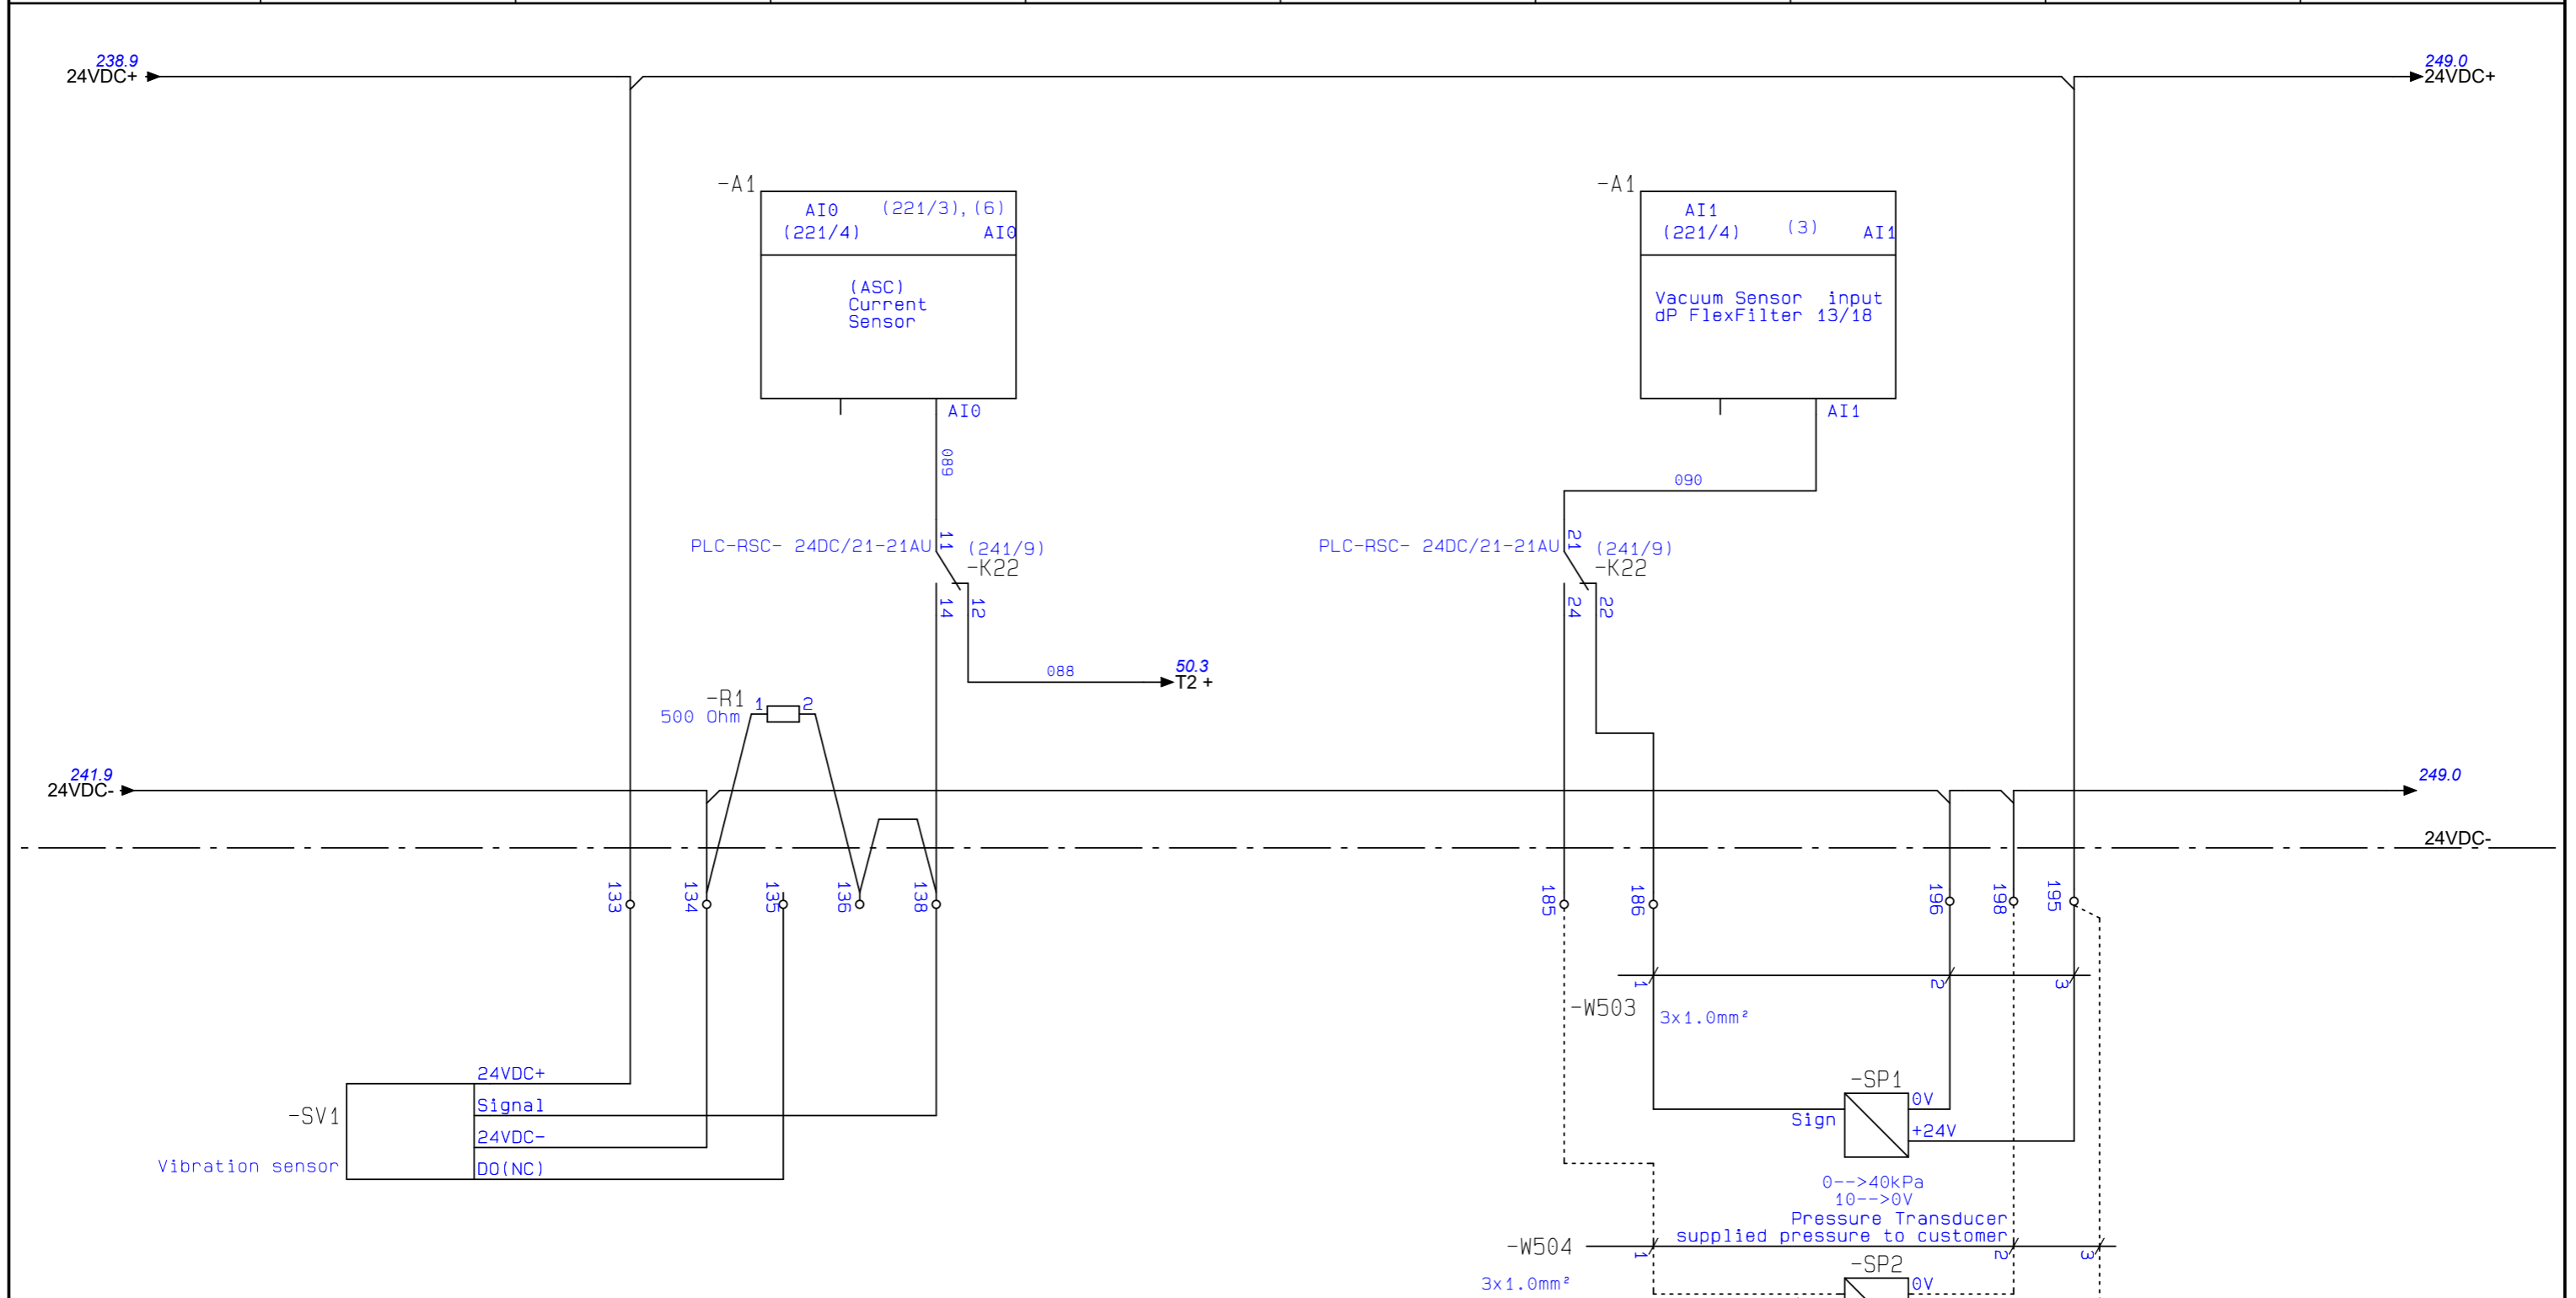 238.9
24VDC+
249.0
24VDC+
-A1
AI0 (221/3),(6)
(221/4) AI0
(ASC)
Current
Sensor
AI0
-A1
AI1
(221/4) (3) AI1
Vacuum Sensor input
dP FlexFilter 13/18
AI1
089
090
PLC-RSC- 24DC/21-21AU
11
(241/9)
-K22
14
12
PLC-RSC- 24DC/21-21AU
21
(241/9)
-K22
24
22
088
50.3
T2 +
-R1
500 Ohm
1
2
241.9
24VDC-
249.0
24VDC-
133
134
135
136
138
185
186
196
198
195
1
2
3
-W503
3x1.0mm²
-SV1
Vibration sensor
24VDC+
Signal
24VDC-
DO(NC)
-SP1
Sign
0V
+24V
0-->40kPa
10-->0V
Pressure Transducer
supplied pressure to customer
-W504
1
2
3
3x1.0mm²
-SP2
0V